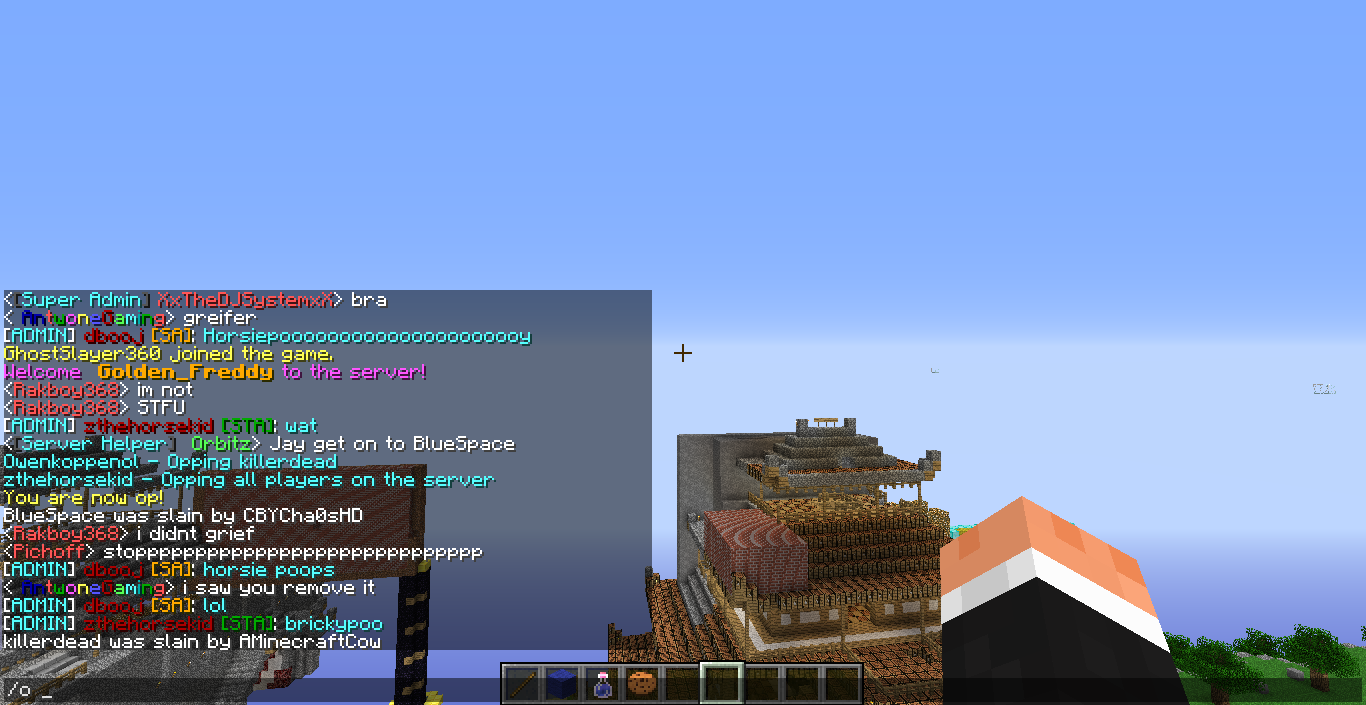 <[Super Admin] XxTheDJSystemxX> bra
< AntwoneGaming> greifer
[ADMIN] dbooj [SA]: Horsiepoooooooooooooooooooooooy
GhostSlayer360 joined the game.
Welcome Golden_Freddy to the server!
<Rakboy368> im not
<Rakboy368> STFU
[ADMIN] zthehorsekid [STA]: wat
<[Server Helper] Orbitz> Jay get on to BlueSpace
Owenkoppenol - Opping killerdead
zthehorsekid - Opping all players on the server
You are now op!
BlueSpace was slain by CBYCha0sHD
<Rakboy368> i didnt grief
<Pichoff> stoppppppppppppppppppppppppppppp
[ADMIN] dbooj [SA]: horsie poops
< AntwoneGaming> i saw you remove it
[ADMIN] dbooj [SA]: lol
[ADMIN] zthehorsekid [STA]: brickypoo
killerdead was slain by AMinecraftCow
/o _